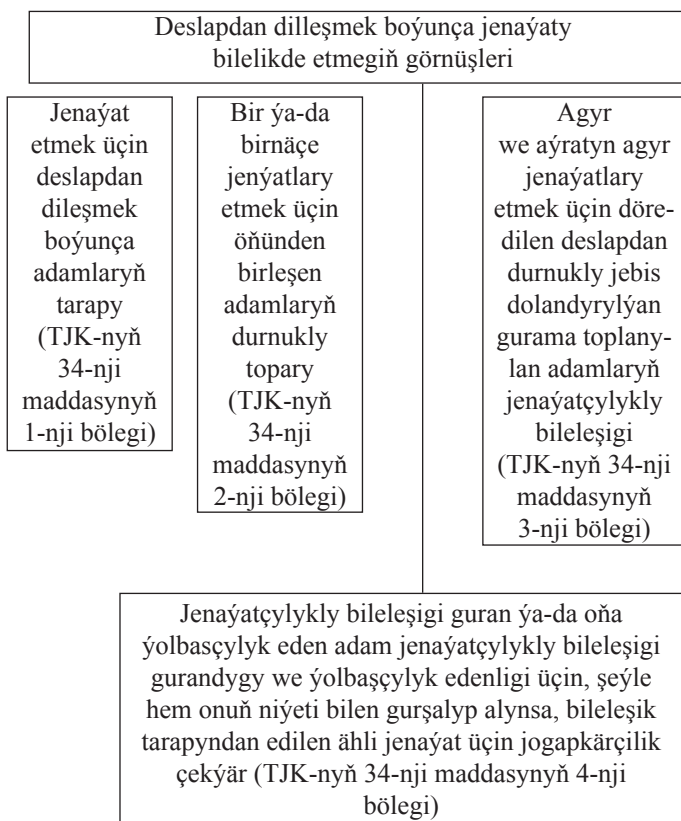 Deslapdan dilleşmek boýunça jenaýaty
bilelikde etmegiň görnüşleri
Jenaýat
etmek üçin
deslapdan
dileşmek
boýunça
adamlaryň
tarapy
(TJK-nyň
34-nji
maddasynyň
1-nji bölegi)
Bir ýa-da
birnäçe
jenýatlary
etmek üçin
öňünden
birleşen
adamlaryň
durnukly
topary
(TJK-nyň
34-nji
maddasynyň
2-nji bölegi)
Agyr
we aýratyn agyr
jenaýatlary
etmek üçin döre-
dilen deslapdan
durnukly jebis
dolandyrylýan
gurama toplany-
lan adamlaryň
jenaýatçylykly
bileleşigi
(TJK-nyň 34-nji
maddasynyň
3-nji bölegi)
Jenaýatçylykly bileleşigi guran ýa-da oňa
ýolbasçylyk eden adam jenaýatçylykly bileleşigi
gurandygy we ýolbaşçylyk edenligi üçin, şeýle
hem onuň niýeti bilen gurşalyp alynsa, bileleşik
tarapyndan edilen ähli jenaýat üçin jogapkärçilik
çekýär (TJK-nyň 34-nji maddasynyň 4-nji
bölegi)